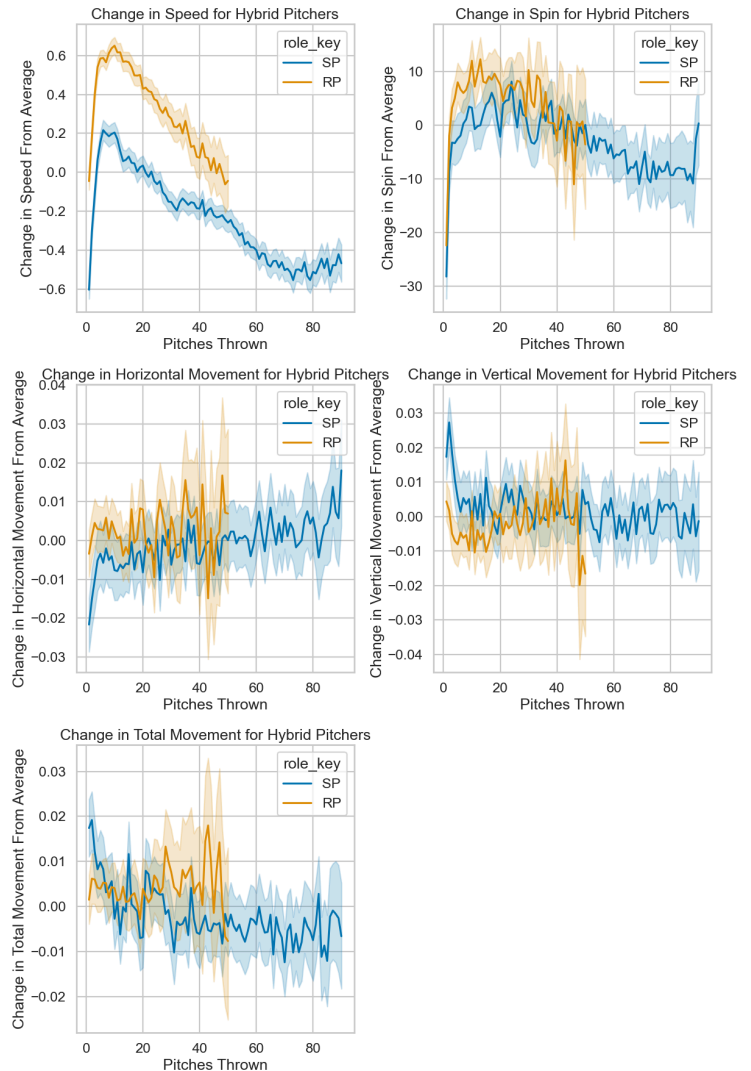 Change in Speed for Hybrid Pitchers
Change in Speed From Average
0.6
0.4
0.2
0.0
−0.2
−0.4
−0.6
role_key
SP
RP
0
20
40
60
80
Pitches Thrown
Change in Spin for Hybrid Pitchers
Change in Spin From Average
10
0
−10
−20
−30
role_key
SP
RP
0
20
40
60
80
Pitches Thrown
Change in Horizontal Movement for Hybrid Pitchers
Change in Horizontal Movement From Average
0.04
0.03
0.02
0.01
0.00
−0.01
−0.02
−0.03
role_key
SP
RP
0
20
40
60
80
Pitches Thrown
Change in Vertical Movement for Hybrid Pitchers
Change in Vertical Movement From Average
0.03
0.02
0.01
0.00
−0.01
−0.02
−0.03
−0.04
role_key
SP
RP
0
20
40
60
80
Pitches Thrown
Change in Total Movement for Hybrid Pitchers
Change in Total Movement From Average
0.03
0.02
0.01
0.00
−0.01
−0.02
role_key
SP
RP
0
20
40
60
80
Pitches Thrown